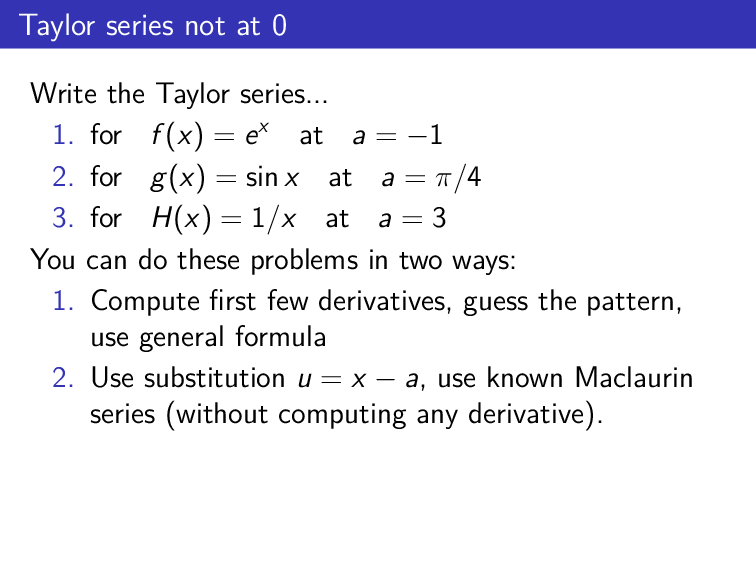 Taylor series not at 0
Write the Taylor series...
1. for f(x) = eˣ at a = −1
2. for g(x) = sin x at a = π/4
3. for H(x) = 1/x at a = 3
You can do these problems in two ways:
1. Compute first few derivatives, guess the pattern,
use general formula
2. Use substitution u = x − a, use known Maclaurin
series (without computing any derivative).